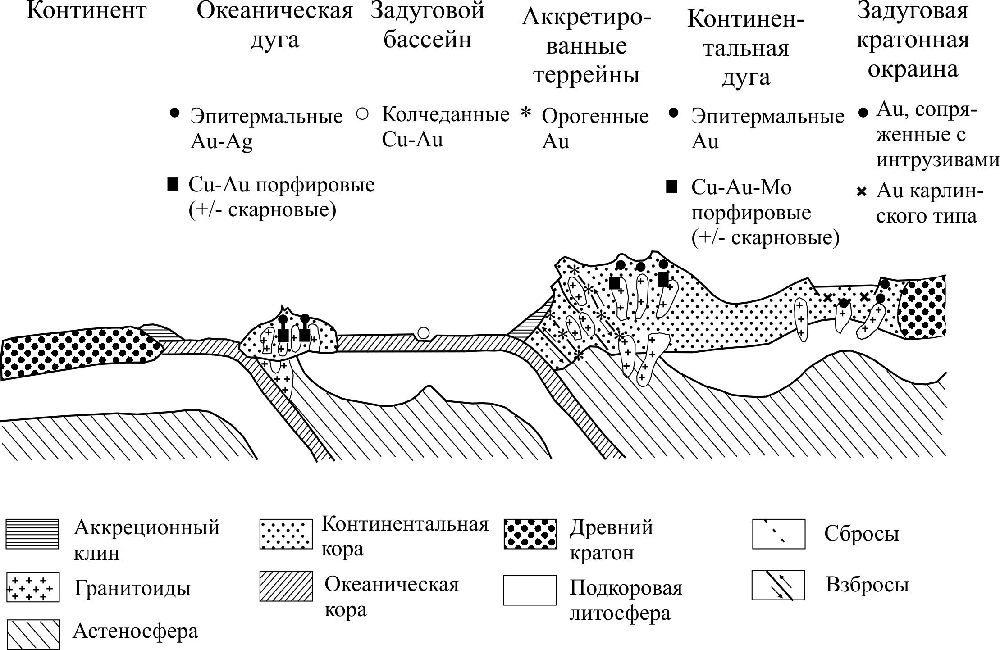 Континент
Океаническая
дуга
Задуговой
бассейн
Аккретиро-
ванные
террейны
Континен-
тальная
дуга
Задуговая
кратонная
окраина
Эпитермальные
Au-Ag
Cu-Au порфировые
(+/- скарновые)
Колчеданные
Cu-Au
Орогенные
Au
Эпитермальные
Au
Cu-Au-Mo
порфировые
(+/- скарновые)
Au, сопря-
женные с
интрузивами
Au карлин-
ского типа
Аккреционный
клин
Гранитоиды
Астеносфера
Континентальная
кора
Океаническая
кора
Древний
кратон
Подкоровая
литосфера
Сбросы
Взбросы